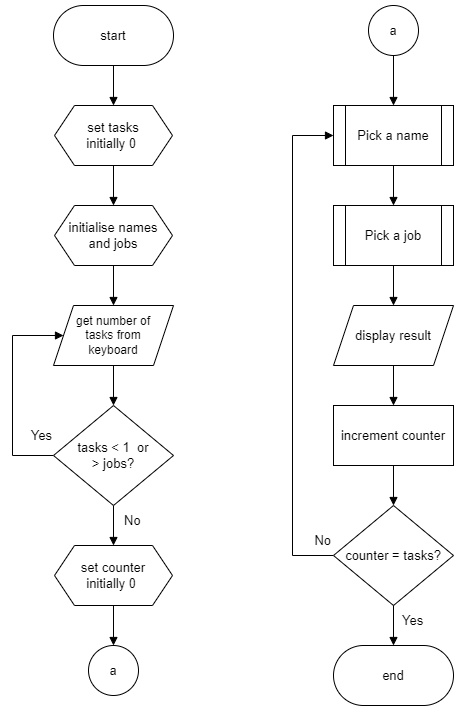 start
set tasks
initially 0
initialise names
and jobs
get number of
tasks from
keyboard
Yes
tasks < 1 or
> jobs?
No
set counter
initially 0
a
a
Pick a name
Pick a job
display result
increment counter
No
counter = tasks?
Yes
end